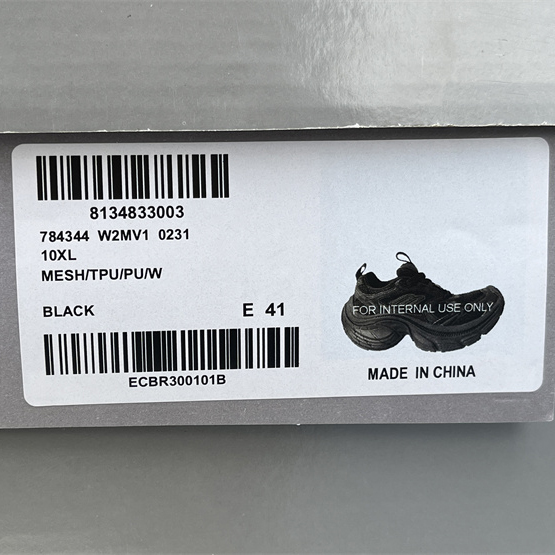 8134833003
784344 W2MV1 0231
10XL
MESH/TPU/PU/W
BLACK E 41
ECBR300101B
FOR INTERNAL USE ONLY
MADE IN CHINA